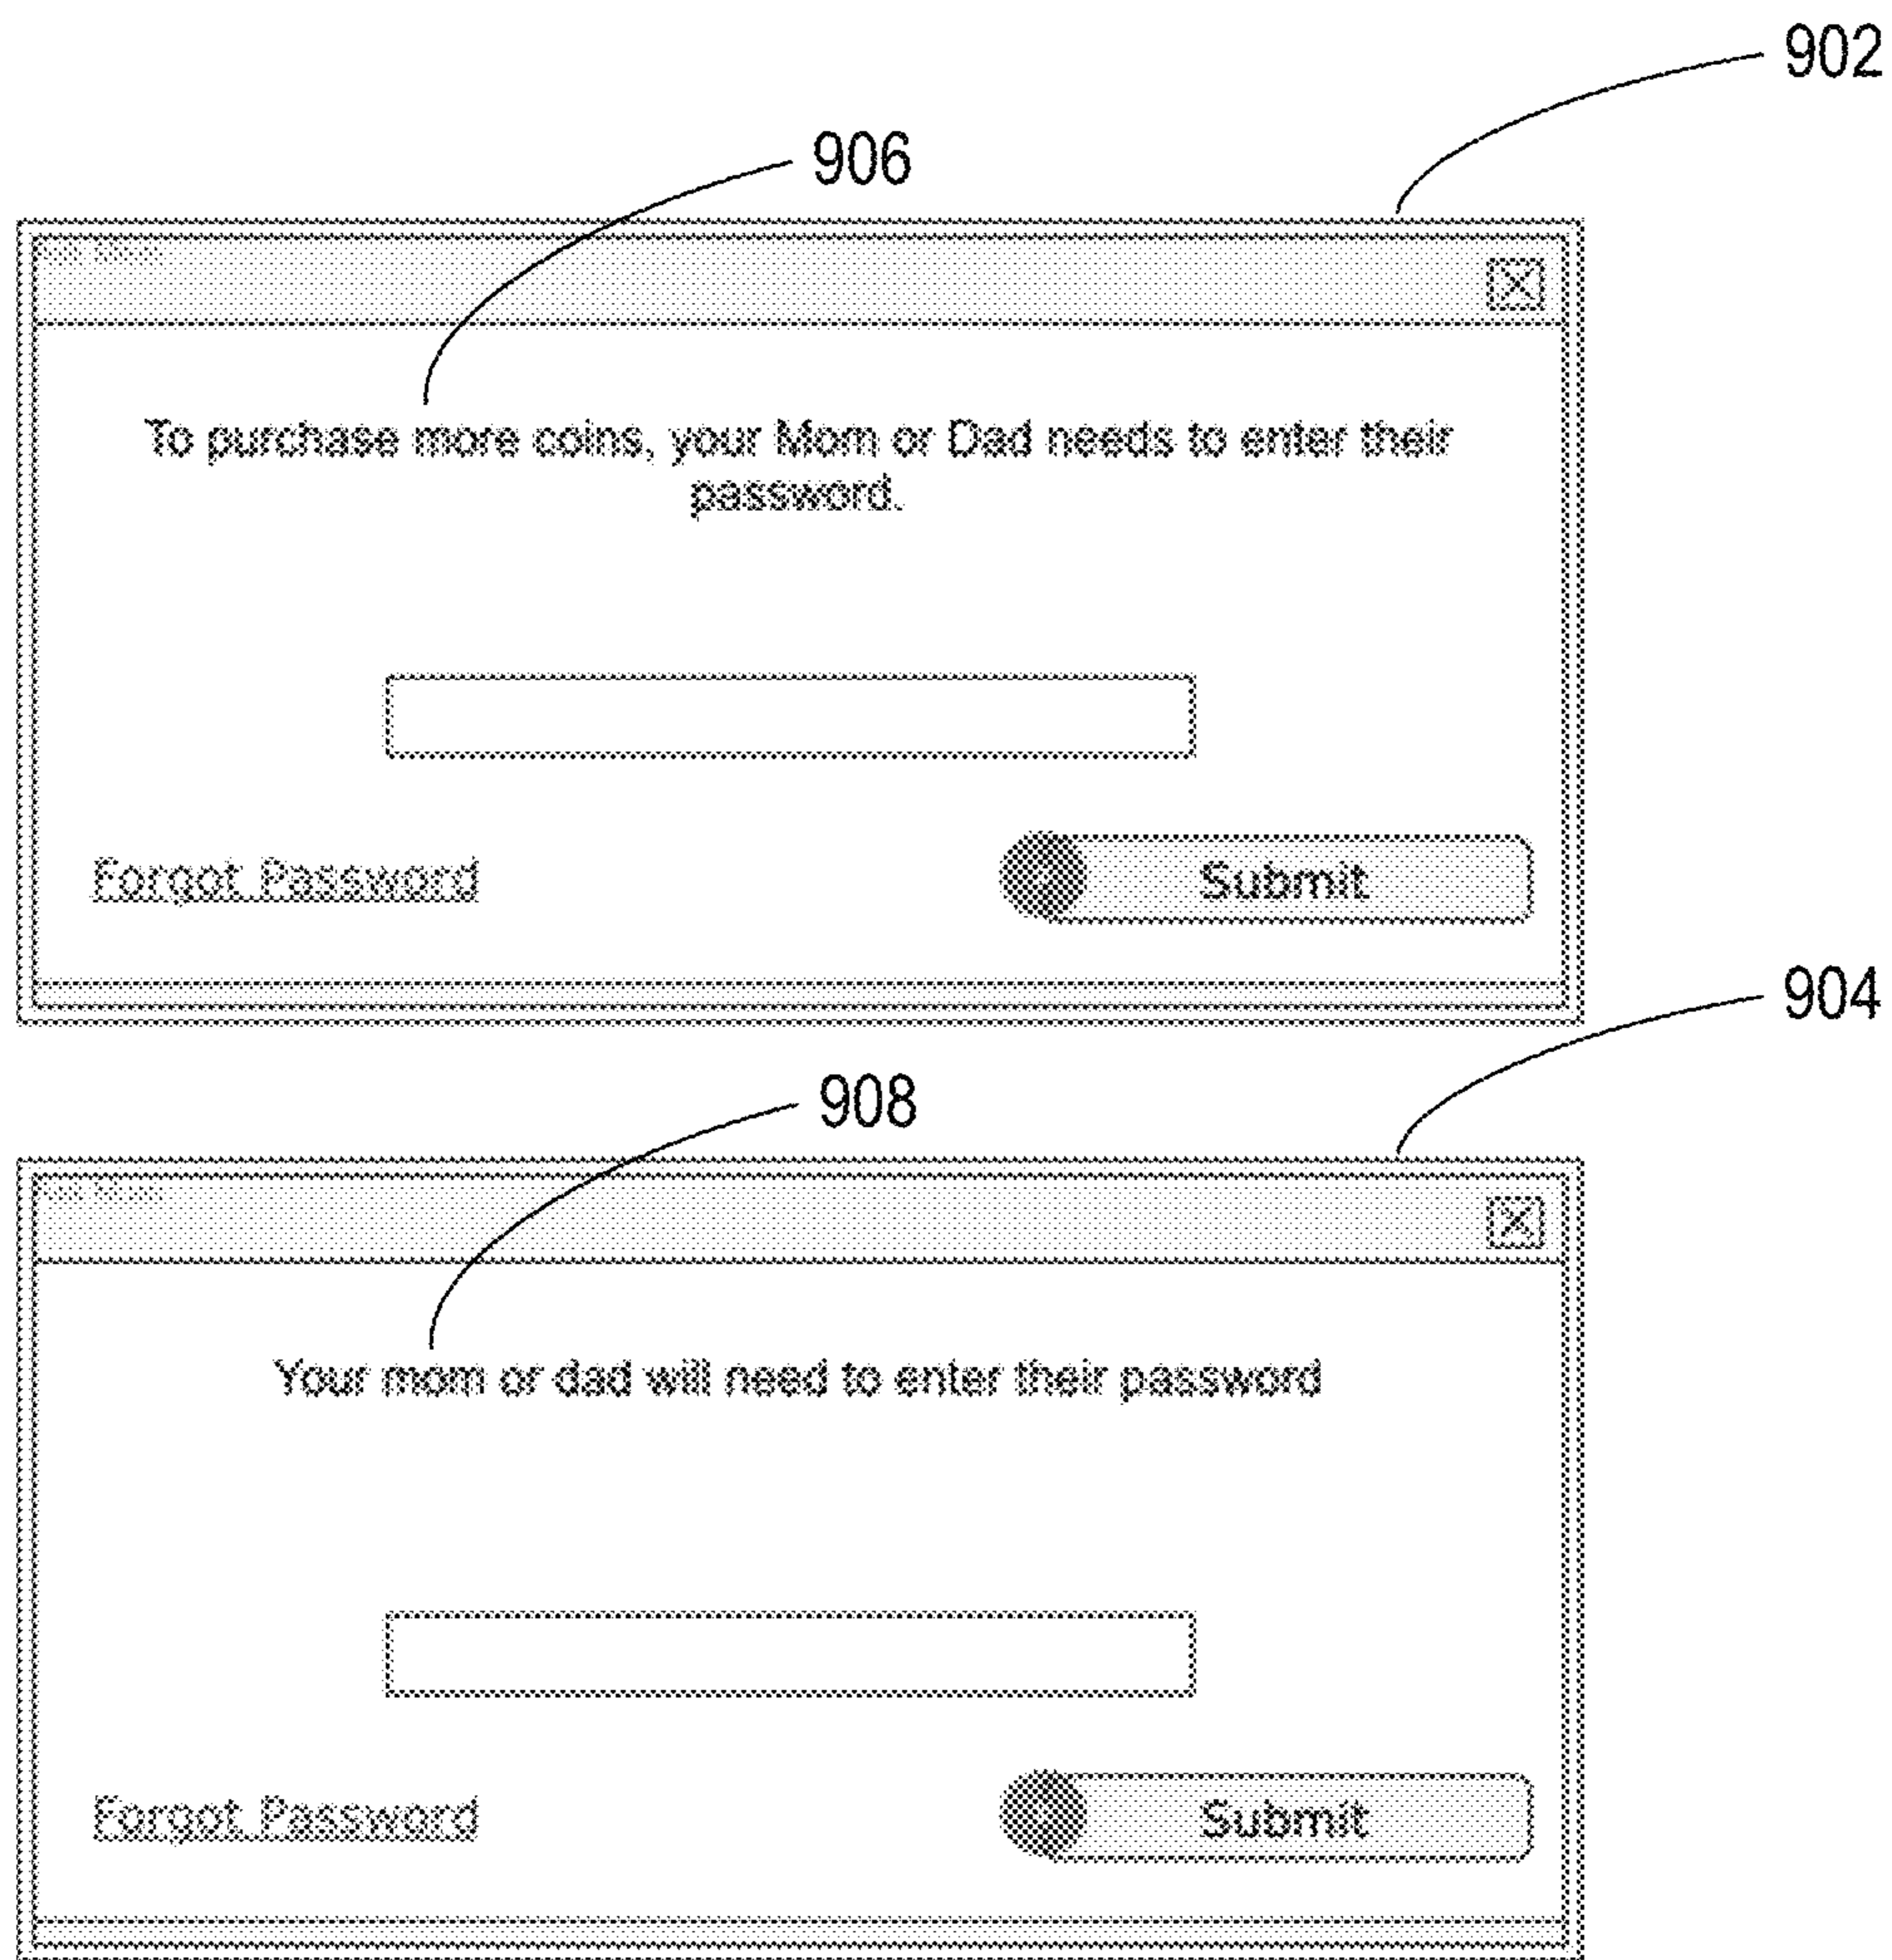 902
906
To purchase more coins, your Mom or Dad needs to enter their
password.
Forgot Password
Submit
904
908
Your mom or dad will need to enter their password
Forgot Password
Submit